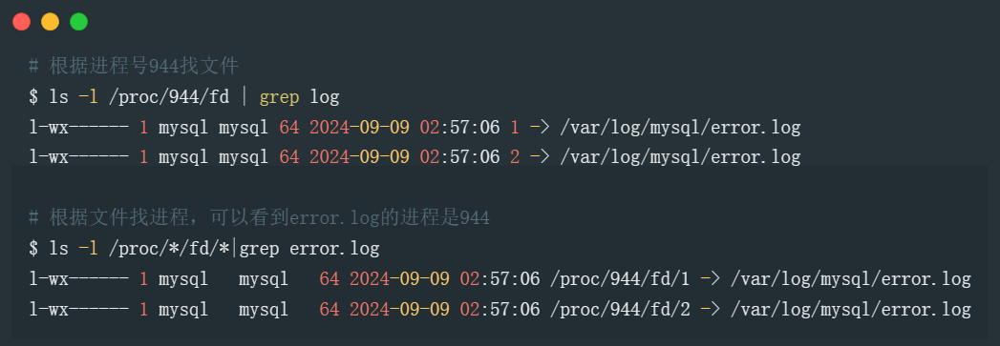 # 根据进程号944找文件
$ ls -l /proc/944/fd | grep log
l-wx------ 1 mysql mysql 64 2024-09-09 02:57:06 1 -> /var/log/mysql/error.log
l-wx------ 1 mysql mysql 64 2024-09-09 02:57:06 2 -> /var/log/mysql/error.log
# 根据文件找进程，可以看到error.log的进程是944
$ ls -l /proc/*/fd/*|grep error.log
l-wx------ 1 mysql   mysql   64 2024-09-09 02:57:06 /proc/944/fd/1 -> /var/log/mysql/error.log
l-wx------ 1 mysql   mysql   64 2024-09-09 02:57:06 /proc/944/fd/2 -> /var/log/mysql/error.log